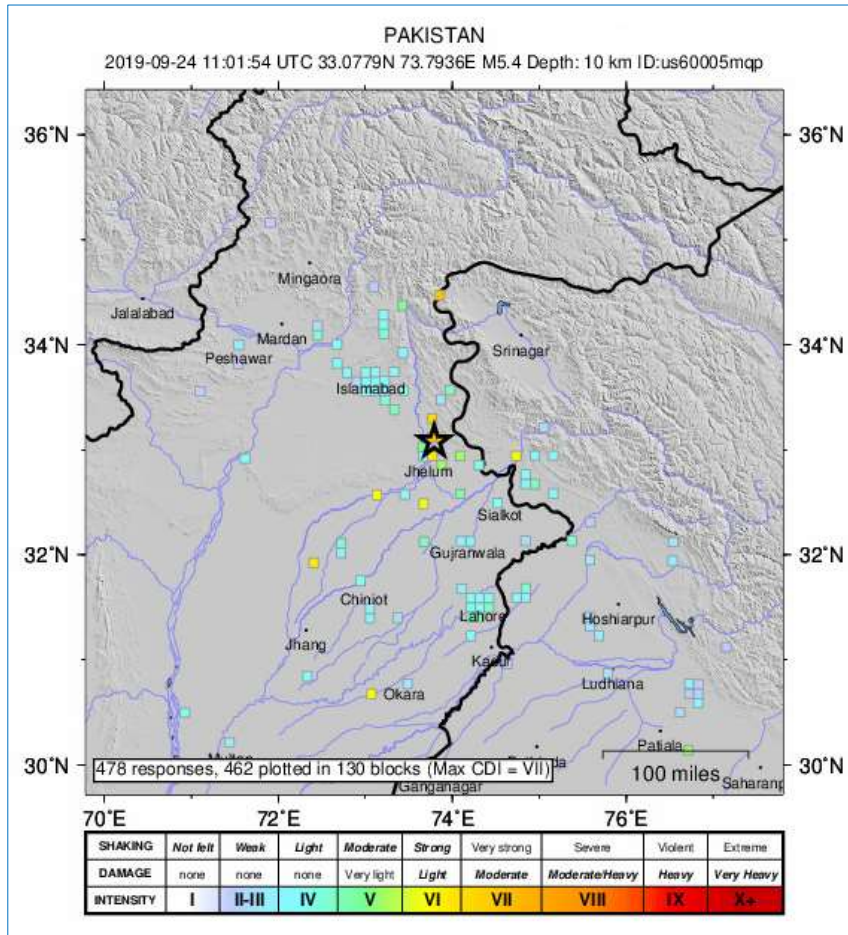 PAKISTAN
2019-09-24 11:01:54 UTC 33.0779N 73.7936E M5.4 Depth: 10 km ID:us60005mqp
36°N 36°N
Mingaora
Jalalabad
Mardan
34°N 34°N
Peshawar Srinagar
Islamabad
Jhelum
Sialkot
32°N Gujranwala 32°N
Chiniot
Lahore Hoshiarpur
Jhang
Kasur
Okara Ludhiana
Patiala
30°N 30°N
478 responses, 462 plotted in 130 blocks (Max CDI = VII) 100 miles
Saharanp
Ganganagar
70°E 72°E 74°E 76°E
SHAKING Not felt Weak Light Moderate Strong Very strong Severe Violent Extreme
DAMAGE none none none Very light Light Moderate Moderate/Heavy Heavy Very Heavy
INTENSITY I II-III IV V VI VII VIII IX X+